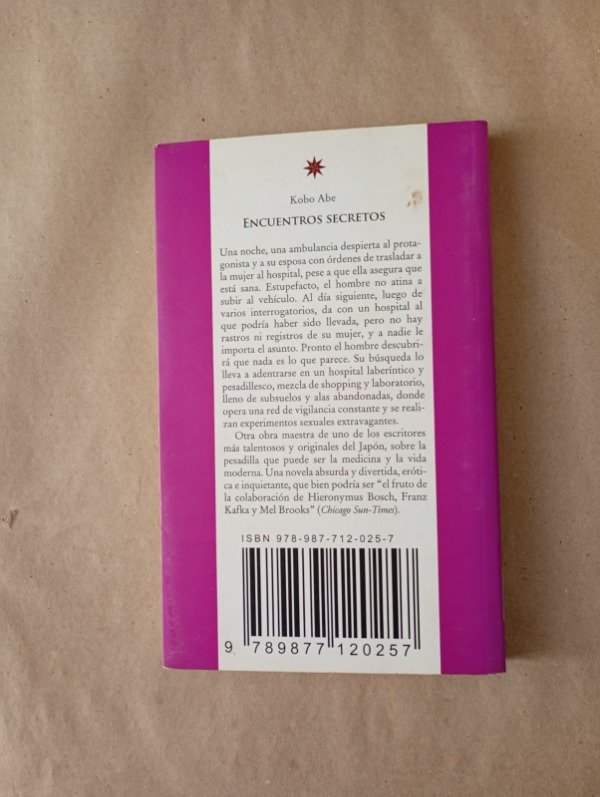 Kobo Abe
ENCUENTROS SECRETOS
Una noche, una ambulancia despierta al prota-
gonista y a su esposa con órdenes de trasladar a
la mujer al hospital, pese a que ella asegura que
está sana. Estupefacto, el hombre no atina a
subir al vehículo. Al día siguiente, luego de
varios interrogatorios, da con un hospital al
que podría haber sido llevada, pero no hay
rastros ni registros de su mujer, y a nadie le
importa el asunto. Pronto el hombre descubri-
rá que nada es lo que parece. Su búsqueda lo
lleva a adentrarse en un hospital laberíntico y
pesadillesco, mezcla de shopping y laboratorio,
lleno de subsuelos y alas abandonadas, donde
opera una red de vigilancia constante y se reali-
zan experimentos sexuales extravagantes.
Otra obra maestra de uno de los escritores
más talentosos y originales del Japón, sobre la
pesadilla que puede ser la medicina y la vida
moderna. Una novela absurda y divertida, eróti-
ca e inquietante, que bien podría ser “el fruto de
la colaboración de Hieronymus Bosch, Franz
Kafka y Mel Brooks” (Chicago Sun-Times).
ISBN 978-987-712-025-7
9 789877 120257